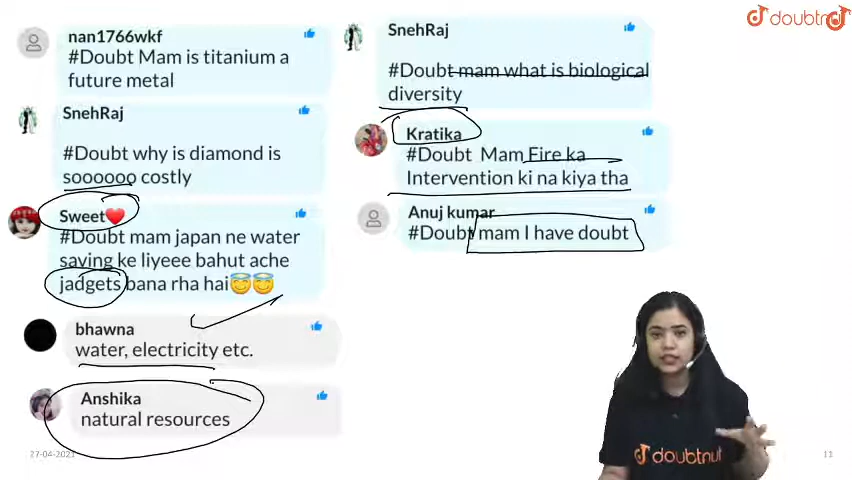 nan1766wkf
#Doubt Mam is titanium a
future metal
SnehRaj
#Doubt why is diamond is
soooooo costly
Sweet❤️
#Doubt mam japan ne water
saving ke liyeee bahut ache
jadgets bana rha hai😇😇
bhawna
water, electricity etc.
Anshika
natural resources
27-04-2021
SnehRaj
#Doubt mam what is biological
diversity
Kratika
#Doubt Mam Fire ka
Intervention ki na kiya tha
Anuj kumar
#Doubt mam I have doubt
doubtnut
doubtnut
11